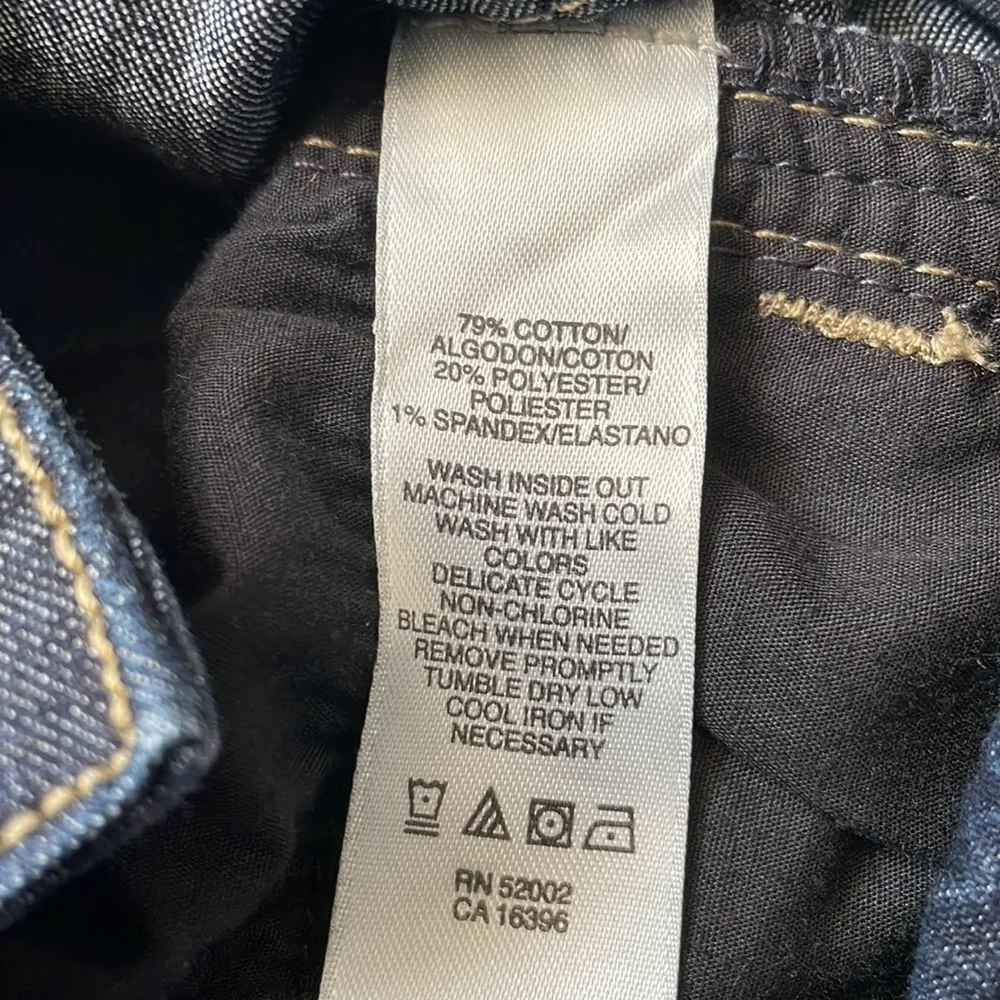 79% COTTON/
ALGODON/COTON
20% POLYESTER/
POLIESTER
1% SPANDEX/ELASTANO
WASH INSIDE OUT
MACHINE WASH COLD
WASH WITH LIKE
COLORS
DELICATE CYCLE
NON-CHLORINE
BLEACH WHEN NEEDED
REMOVE PROMPTLY
TUMBLE DRY LOW
COOL IRON IF
NECESSARY
RN 52002
CA 16396